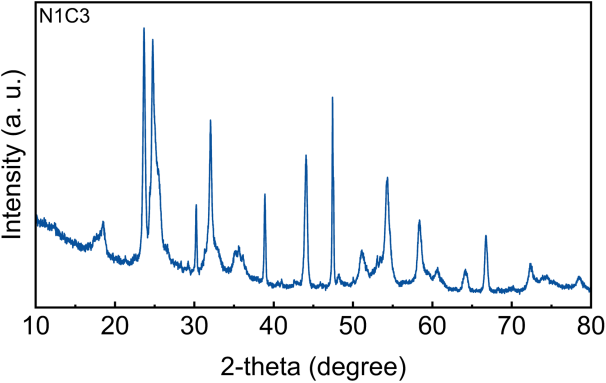 N1C3
Intensity (a. u.)
10 20 30 40 50 60 70 80
2-theta (degree)